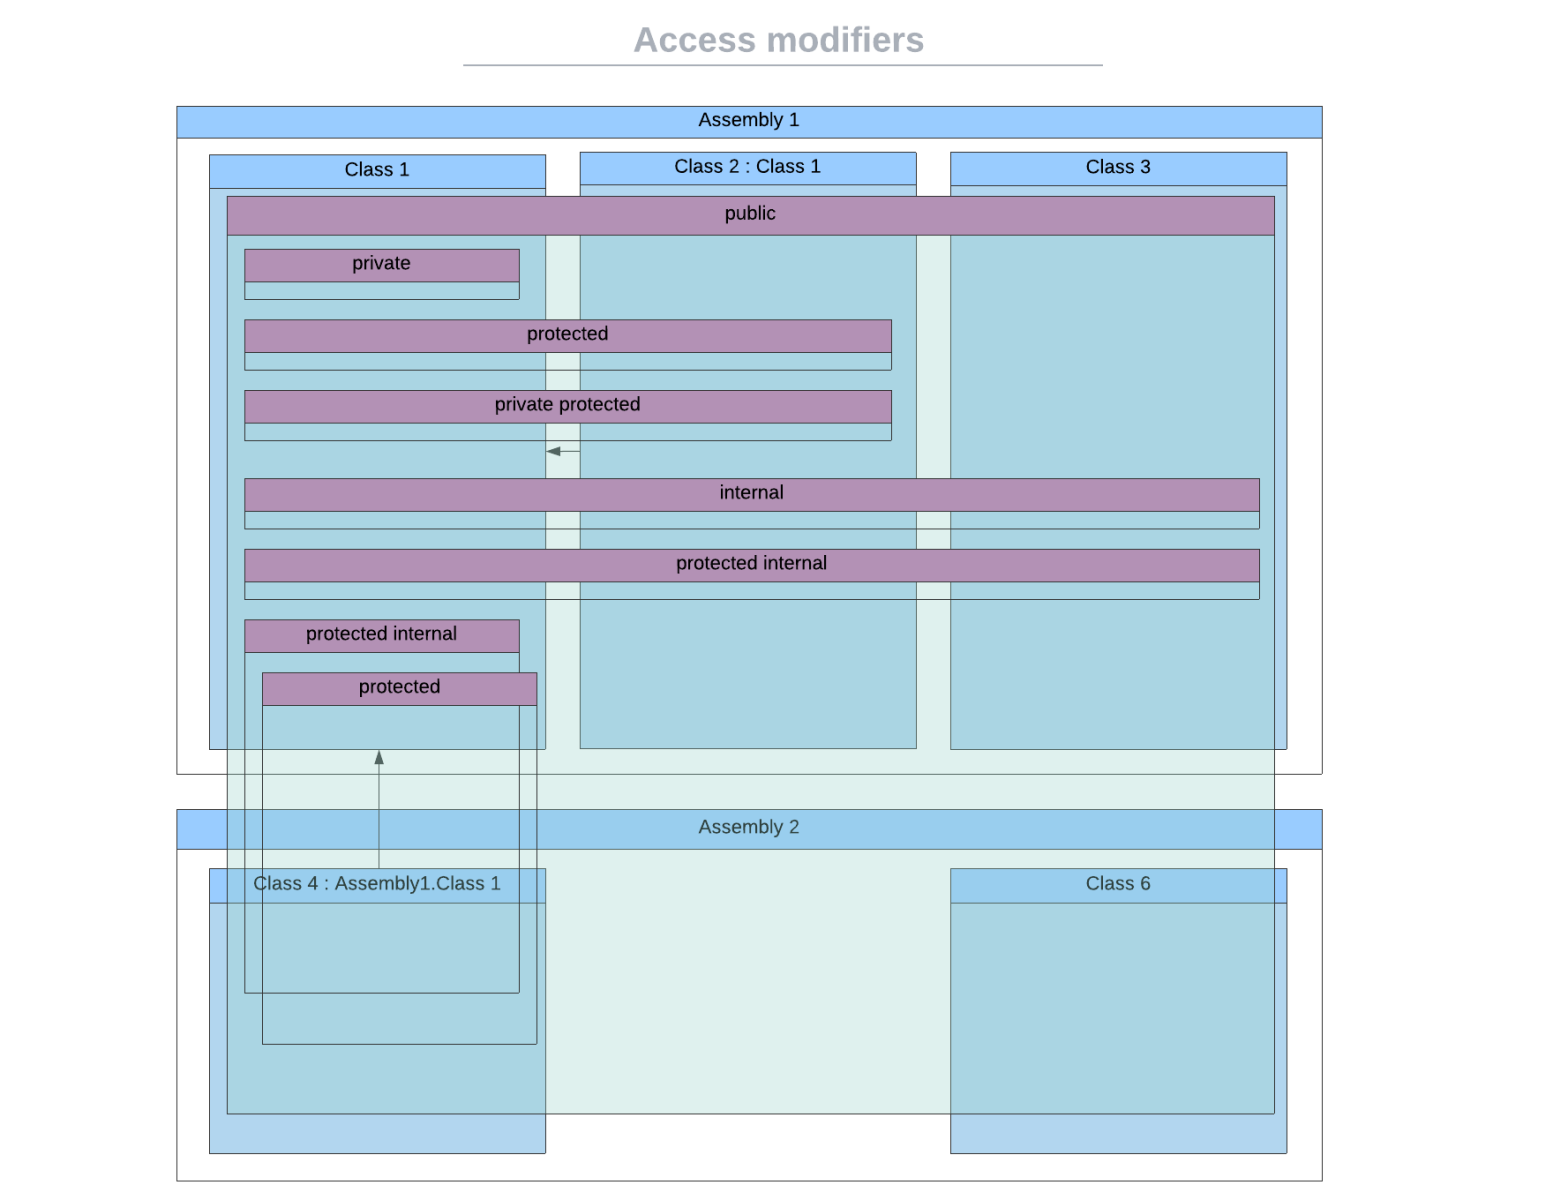 Access modifiers
Assembly 1
Class 1
Class 2 : Class 1
Class 3
public
private
protected
private protected
internal
protected internal
protected internal
protected
Assembly 2
Class 4 : Assembly1.Class 1
Class 6